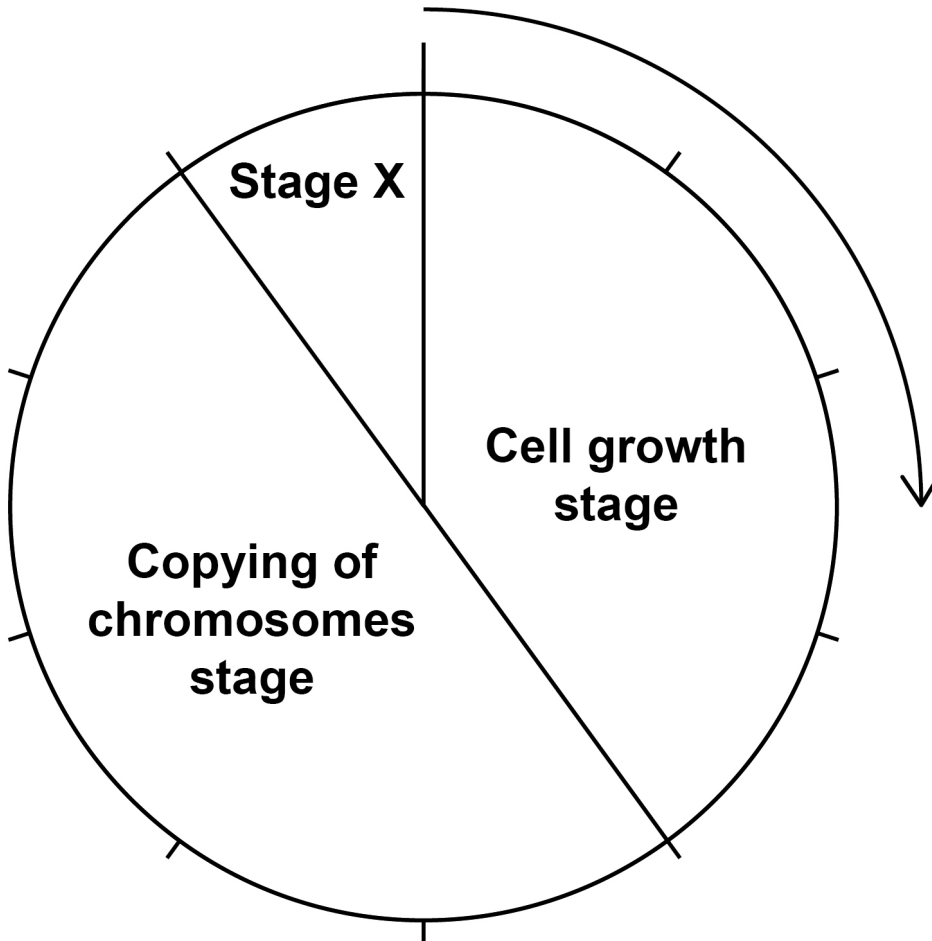 Stage X
Cell growth
stage
Copying of
chromosomes
stage